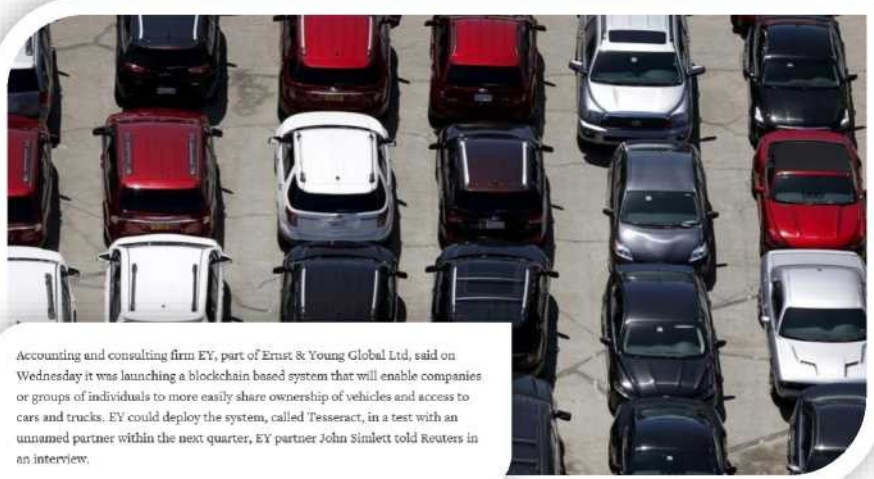 Accounting and consulting firm EY, part of Ernst & Young Global Ltd, said on
Wednesday it was launching a blockchain based system that will enable companies
or groups of individuals to more easily share ownership of vehicles and access to
cars and trucks. EY could deploy the system, called Tesseract, in a test with an
unnamed partner within the next quarter, EY partner John Simlett told Reuters in
an interview.